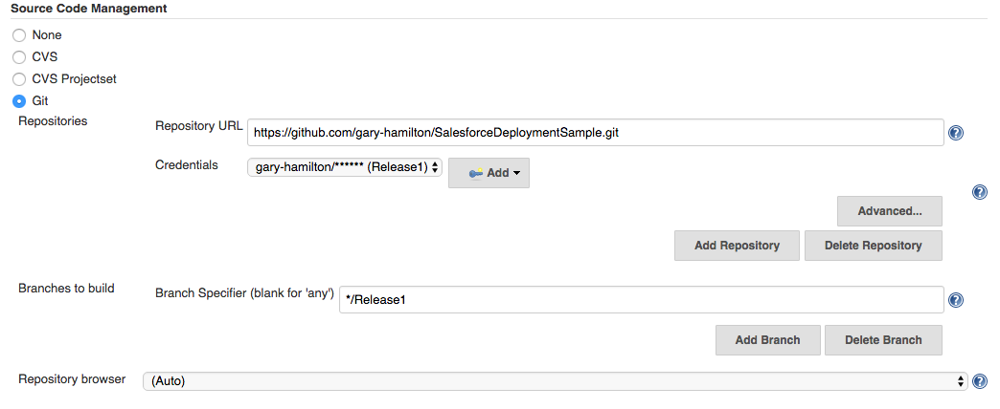 Source Code Management
None
CVS
CVS Projectset
Git
Repositories
Repository URL https://github.com/gary-hamilton/SalesforceDeploymentSample.git ?
Credentials gary-hamilton/****** (Release1) Add
?
Advanced...
Add Repository Delete Repository
Branches to build Branch Specifier (blank for 'any') */Release1 ?
Add Branch Delete Branch
Repository browser (Auto) ?